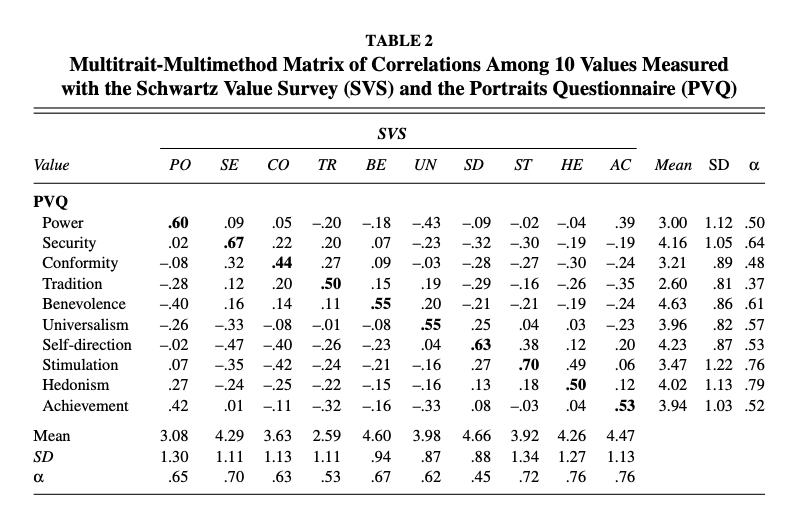 TABLE 2
Multitrait-Multimethod Matrix of Correlations Among 10 Values Measured
with the Schwartz Value Survey (SVS) and the Portraits Questionnaire (PVQ)
SVS
Value PO SE CO TR BE UN SD ST HE AC Mean SD α
PVQ
Power .60 .09 .05 –.20 –.18 –.43 –.09 –.02 –.04 .39 3.00 1.12 .50
Security .02 .67 .22 .20 .07 –.23 –.32 –.30 –.19 –.19 4.16 1.05 .64
Conformity –.08 .32 .44 .27 .09 –.03 –.28 –.27 –.30 –.24 3.21 .89 .48
Tradition –.28 .12 .20 .50 .15 .19 –.29 –.16 –.26 –.35 2.60 .81 .37
Benevolence –.40 .16 .14 .11 .55 .20 –.21 –.21 –.19 –.24 4.63 .86 .61
Universalism –.26 –.33 –.08 –.01 –.08 .55 .25 .04 .03 –.23 3.96 .82 .57
Self-direction –.02 –.47 –.40 –.26 –.23 .04 .63 .38 .12 .20 4.23 .87 .53
Stimulation .07 –.35 –.42 –.24 –.21 –.16 .27 .70 .49 .06 3.47 1.22 .76
Hedonism .27 –.24 –.25 –.22 –.15 –.16 .13 .18 .50 .12 4.02 1.13 .79
Achievement .42 .01 –.11 –.32 –.16 –.33 .08 –.03 .04 .53 3.94 1.03 .52
Mean 3.08 4.29 3.63 2.59 4.60 3.98 4.66 3.92 4.26 4.47
SD 1.30 1.11 1.13 1.11 .94 .87 .88 1.34 1.27 1.13
α .65 .70 .63 .53 .67 .62 .45 .72 .76 .76